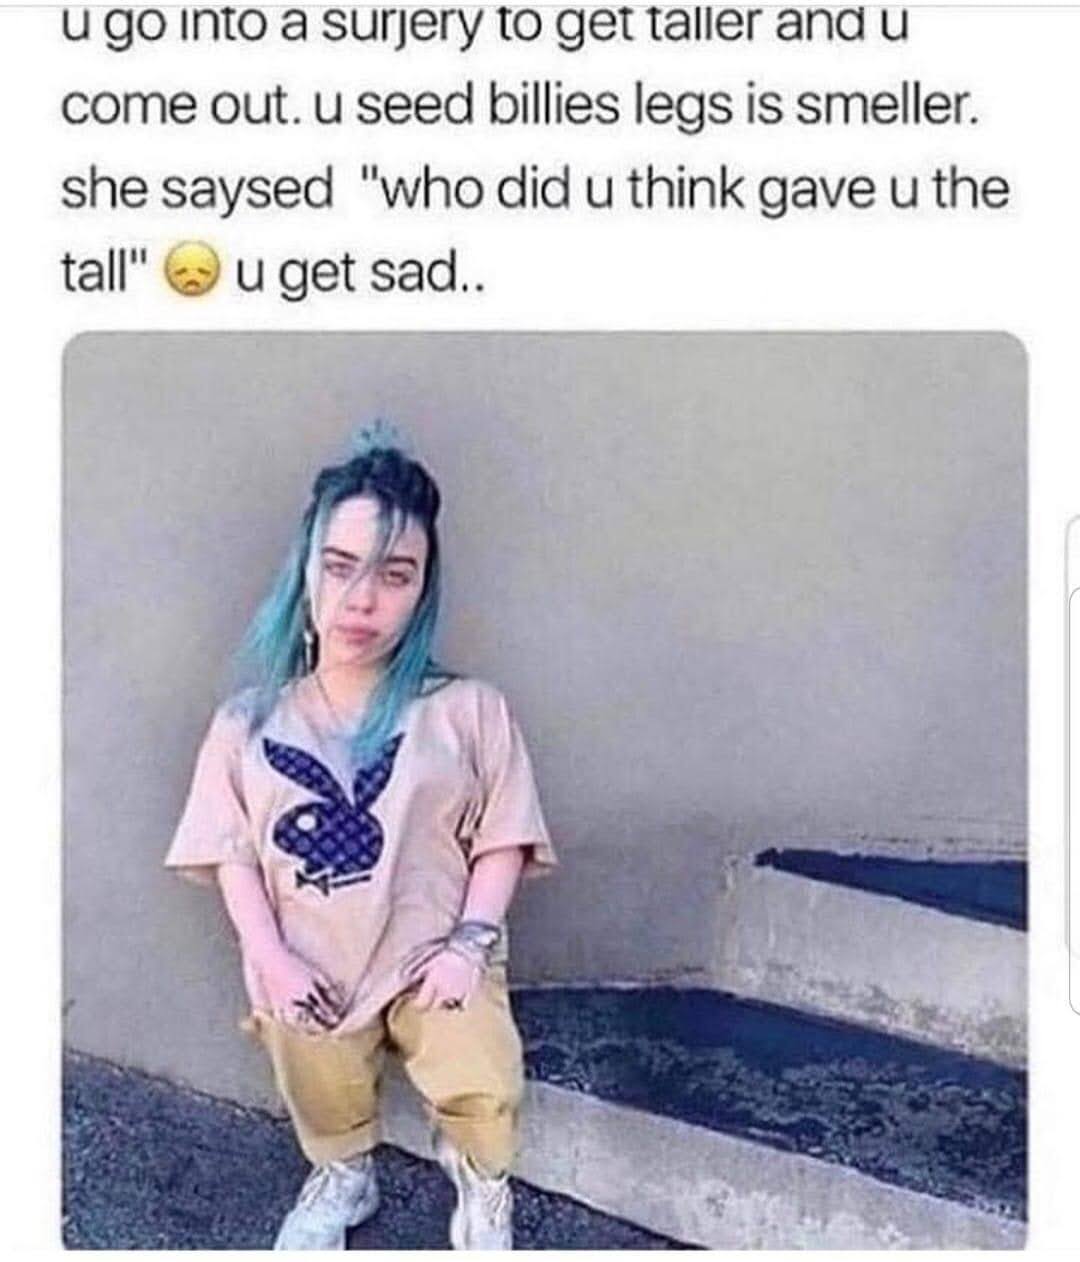 u go into a surjery to get taller and u
come out. u seed billies legs is smeller.
she saysed "who did u think gave u the
tall" 😞 u get sad..